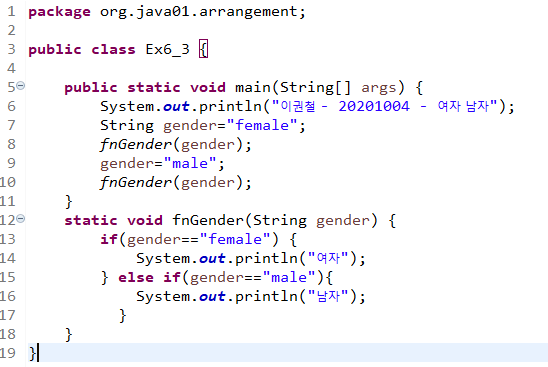 1 package org.java01.arrangement;
2
3 public class Ex6_3 {
4
5     public static void main(String[] args) {
6         System.out.println("이권철 - 20201004 - 여자 남자");
7         String gender="female";
8         fnGender(gender);
9         gender="male";
10         fnGender(gender);
11     }
12     static void fnGender(String gender) {
13         if(gender=="female") {
14             System.out.println("여자");
15         } else if(gender=="male"){
16             System.out.println("남자");
17           }
18     }
19 }